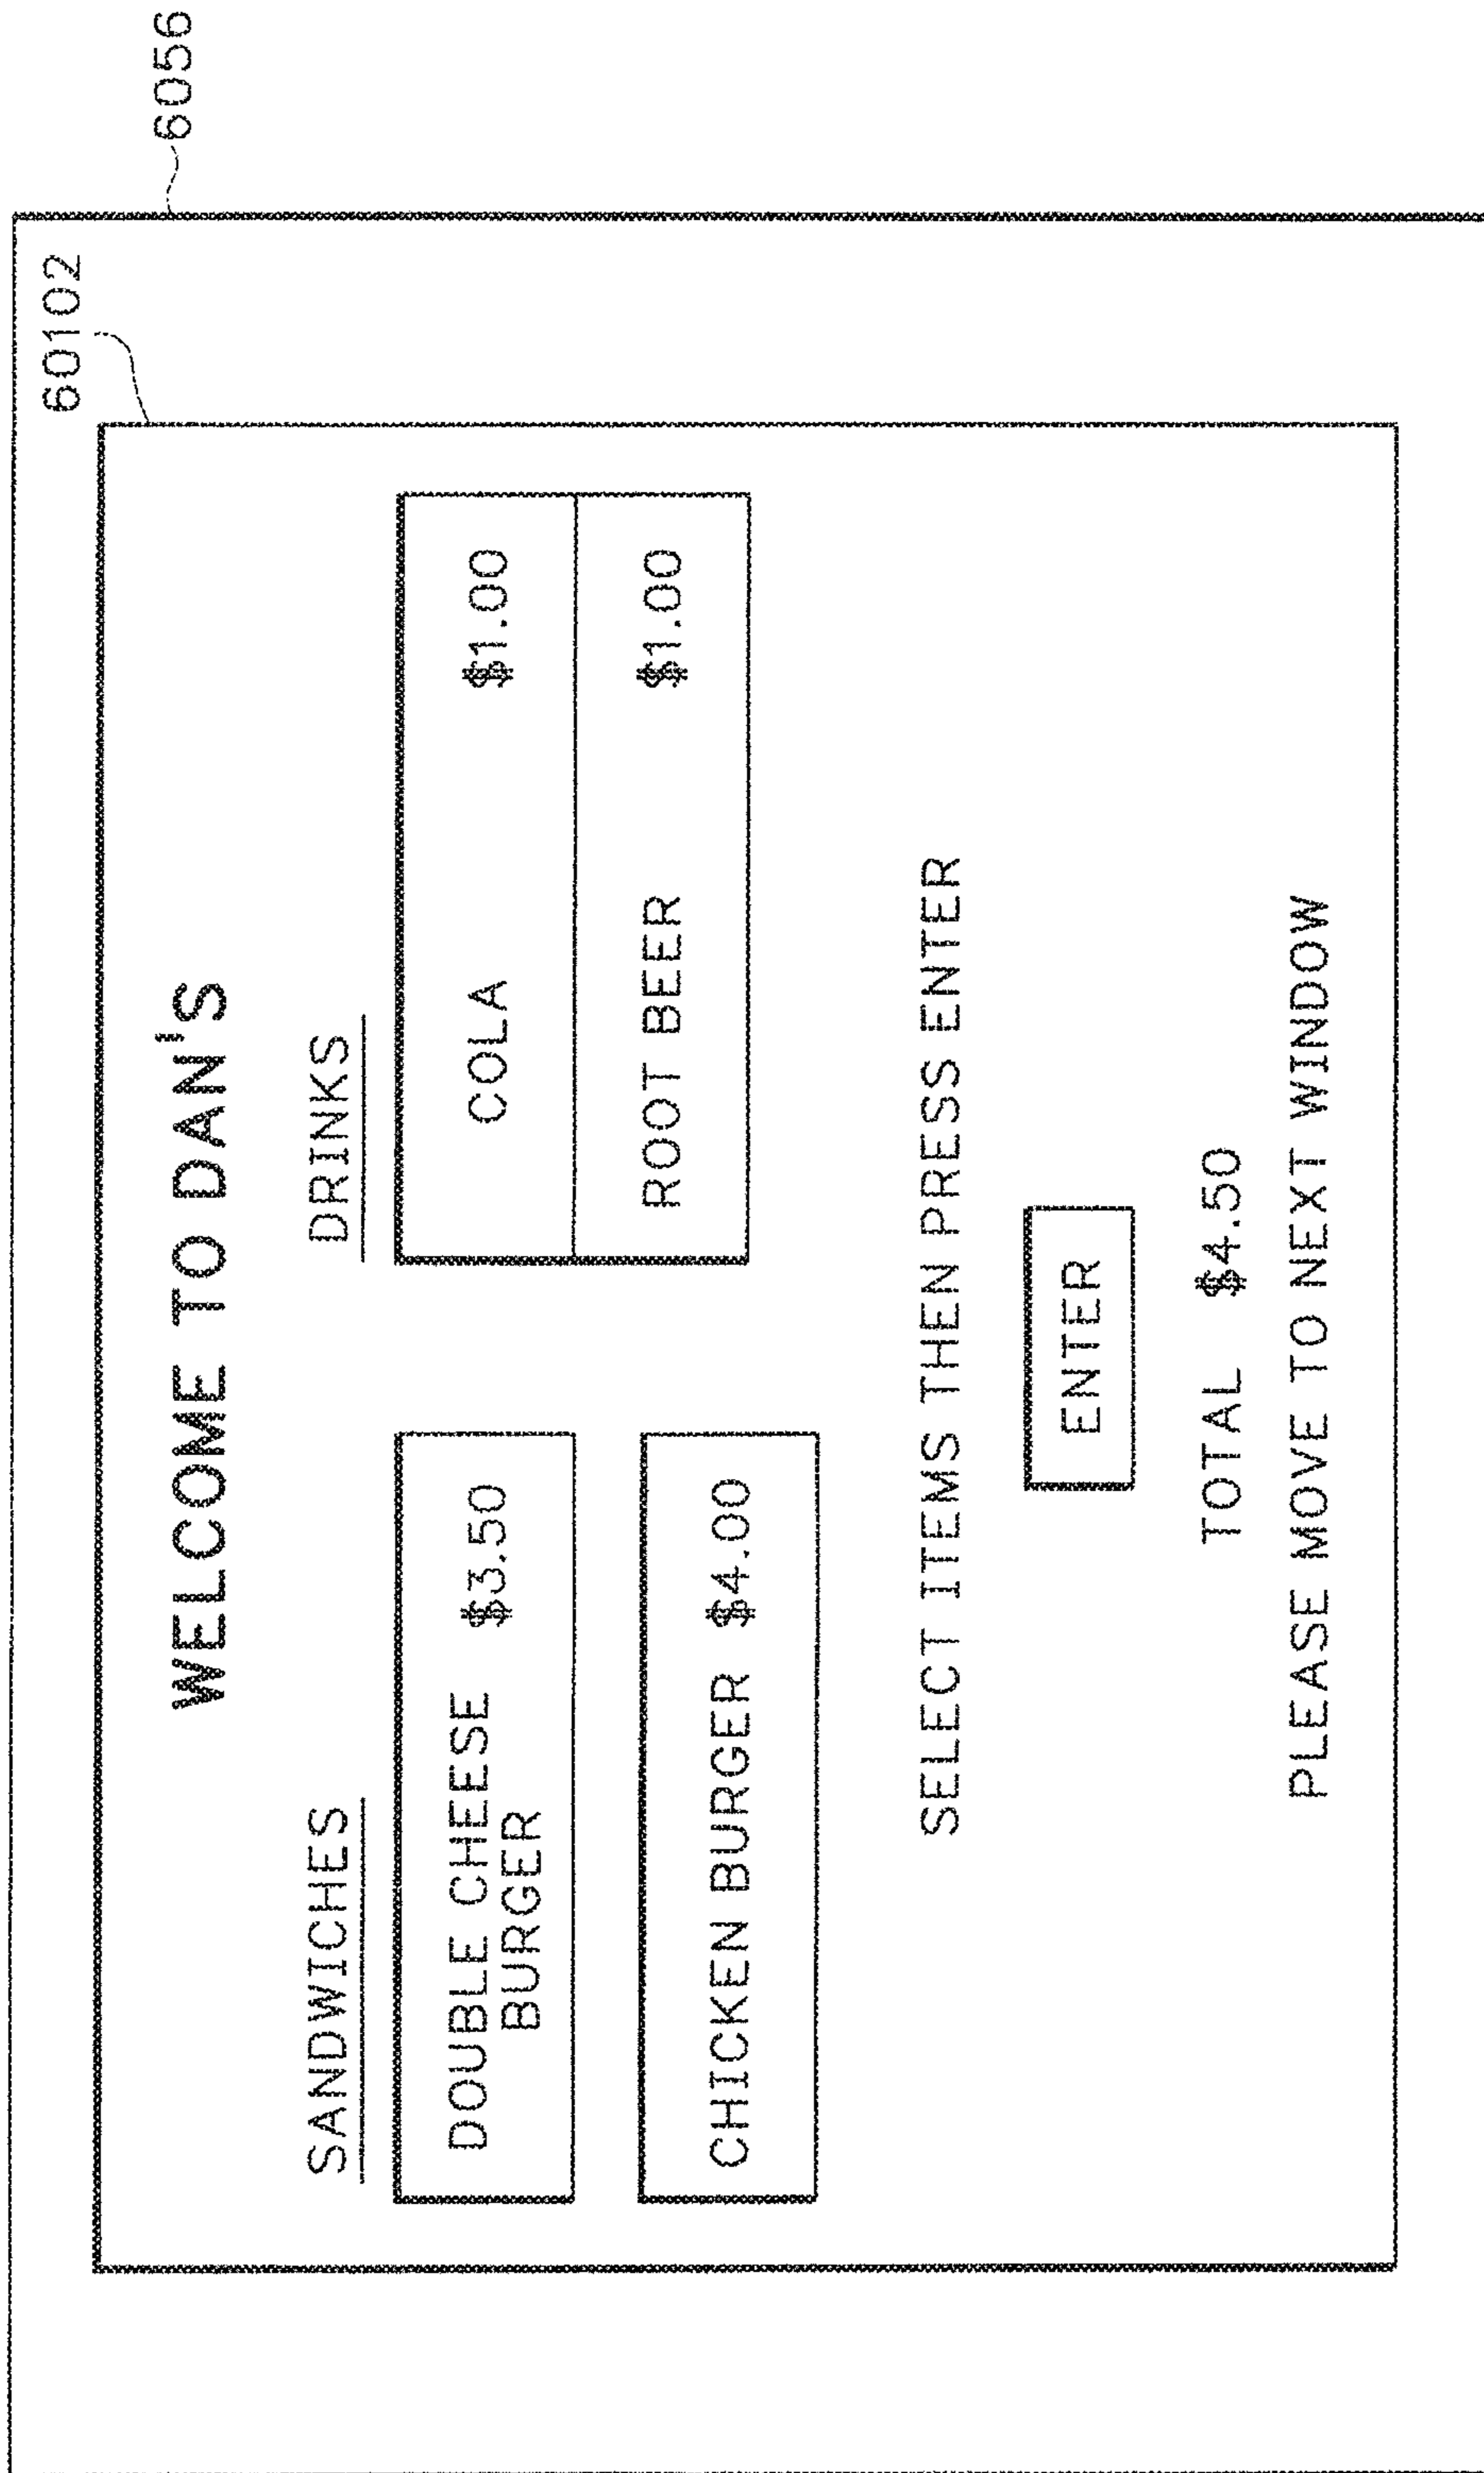 6056
60102
WELCOME TO DAN'S
SANDWICHES
DOUBLE CHEESE $3.50
BURGER
CHICKEN BURGER $4.00
DRINKS
COLA $1.00
ROOT BEER $1.00
SELECT ITEMS THEN PRESS ENTER
ENTER
TOTAL $4.50
PLEASE MOVE TO NEXT WINDOW